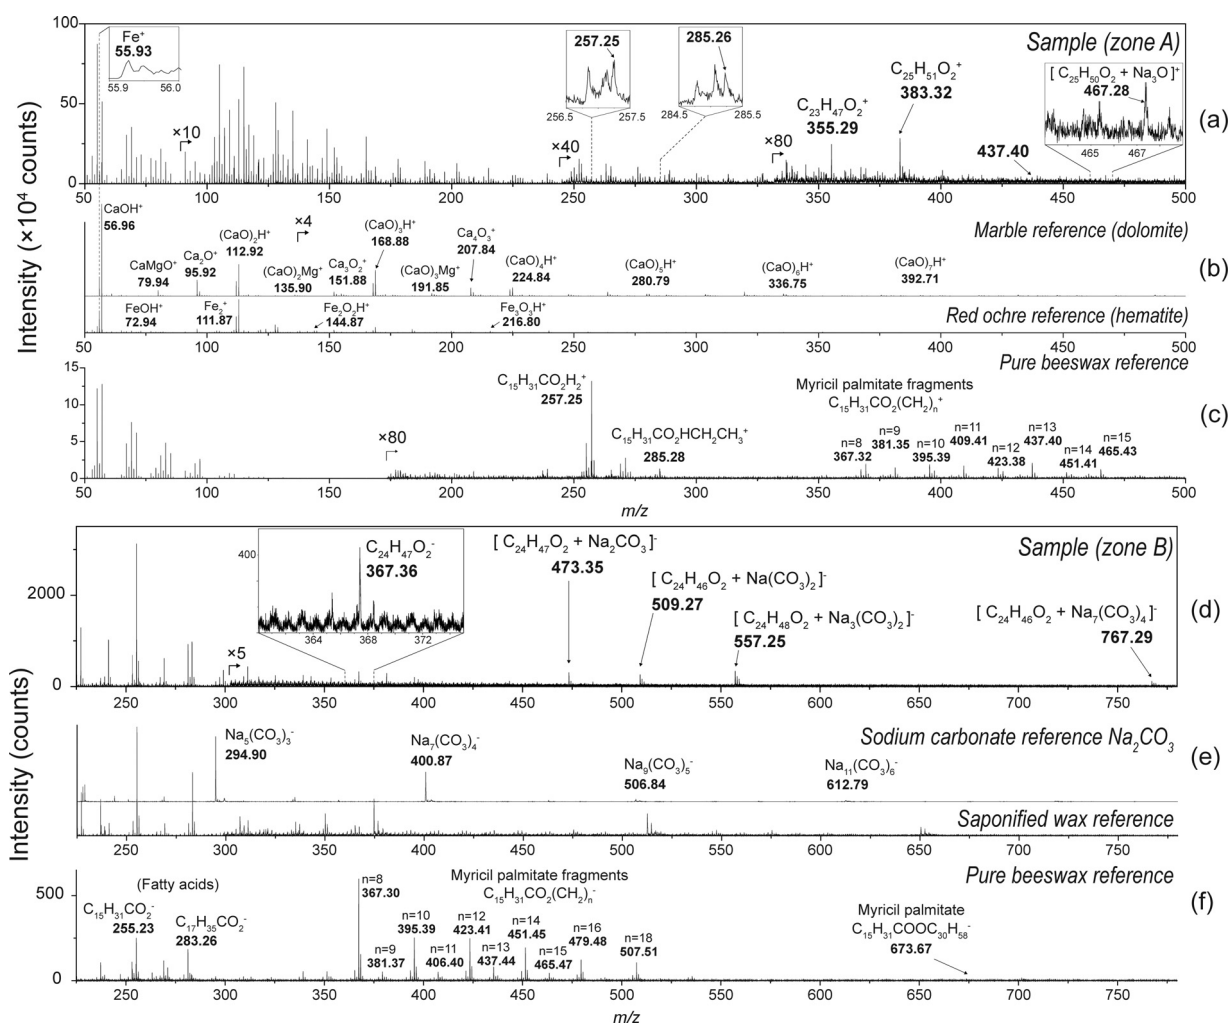 100
50
0
Fe⁺
55.93
55.9 56.0
×10
257.25
256.5 257.5
×40
285.26
284.5 285.5
×80
C₂₃H₄₇O₂⁺
355.29
C₂₅H₅₁O₂⁺
383.32
437.40
Sample (zone A)
[ C₂₅H₅₀O₂ + Na₃O ]⁺
467.28
465 467
(a)
50 100 150 200 250 300 350 400 450 500
Intensity (×10⁴ counts)
CaOH⁺
56.96
CaMgO⁺
79.94
Ca₂O⁺
95.92
(CaO)₂H⁺
112.92
×4
(CaO)₂Mg⁺
135.90
Ca₃O₂⁺
151.88
(CaO)₃H⁺
168.88
(CaO)₃Mg⁺
191.85
Ca₄O₃⁺
207.84
(CaO)₄H⁺
224.84
(CaO)₅H⁺
280.79
(CaO)₆H⁺
336.75
(CaO)₇H⁺
392.71
Marble reference (dolomite)
(b)
FeOH⁺
72.94
Fe₂⁺
111.87
Fe₂O₂H⁺
144.87
Fe₃O₃H⁺
216.80
Red ochre reference (hematite)
50 100 150 200 250 300 350 400 450 500
Pure beeswax reference
15
10
5
0
×80
C₁₅H₃₁CO₂H₂⁺
257.25
C₁₅H₃₁CO₂HCH₂CH₃⁺
285.28
Myricil palmitate fragments
C₁₅H₃₁CO₂(CH₂)ₙ⁺
n=8
367.32
n=9
381.35
n=10
395.39
n=11
409.41
n=12
423.38
n=13
437.40
n=14
451.41
n=15
465.43
(c)
50 100 150 200 250 300 350 400 450 500
m/z
2000
0
×5
400
C₂₄H₄₇O₂⁻
367.36
364 368 372
[ C₂₄H₄₇O₂ + Na₂CO₃ ]⁻
473.35
[ C₂₄H₄₆O₂ + Na(CO₃)₂ ]⁻
509.27
[ C₂₄H₄₈O₂ + Na₃(CO₃)₂ ]⁻
557.25
[ C₂₄H₄₆O₂ + Na₇(CO₃)₄ ]⁻
767.29
Sample (zone B)
(d)
250 300 350 400 450 500 550 600 650 700 750
Intensity (counts)
Na₅(CO₃)₃⁻
294.90
Na₇(CO₃)₄⁻
400.87
Na₉(CO₃)₅⁻
506.84
Na₁₁(CO₃)₆⁻
612.79
Sodium carbonate reference Na₂CO₃
(e)
Saponified wax reference
250 300 350 400 450 500 550 600 650 700 750
500
0
(Fatty acids)
C₁₅H₃₁CO₂⁻
255.23
C₁₇H₃₅CO₂⁻
283.26
n=8
367.30
n=9
381.37
n=10
395.39
n=11
406.40
n=12
423.41
n=13
437.44
n=14
451.45
n=15
465.47
n=16
479.48
n=18
507.51
Myricil palmitate fragments
C₁₅H₃₁CO₂(CH₂)ₙ⁻
Myricil palmitate
C₁₅H₃₁COOC₃₀H₅₈⁻
673.67
Pure beeswax reference
(f)
250 300 350 400 450 500 550 600 650 700 750
m/z